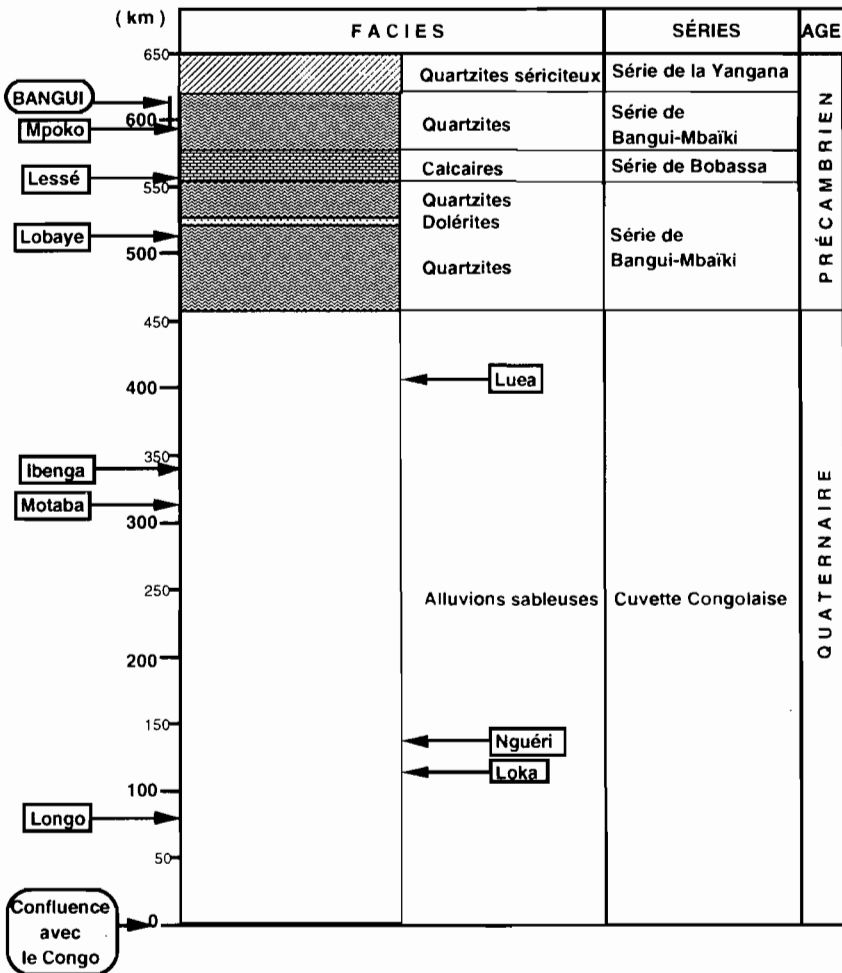 (km)
FACIES
SÉRIES
AGE
650
Quartzites sériciteux
Série de la Yangana
BANGUI
600
Mpoko
Quartzites
Série de
Bangui-Mbaïki
Calcaires
Série de Bobassa
Lessé
550
Quartzites
Dolérites
Lobaye
500
Quartzites
Série de
Bangui-Mbaïki
PRÉCAMBRIEN
450
400
Luea
350
Ibenga
Motaba
300
250
Alluvions sableuses
Cuvette Congolaise
QUATERNAIRE
200
150
Nguéri
Loka
100
Longo
50
0
Confluence
avec
le Congo